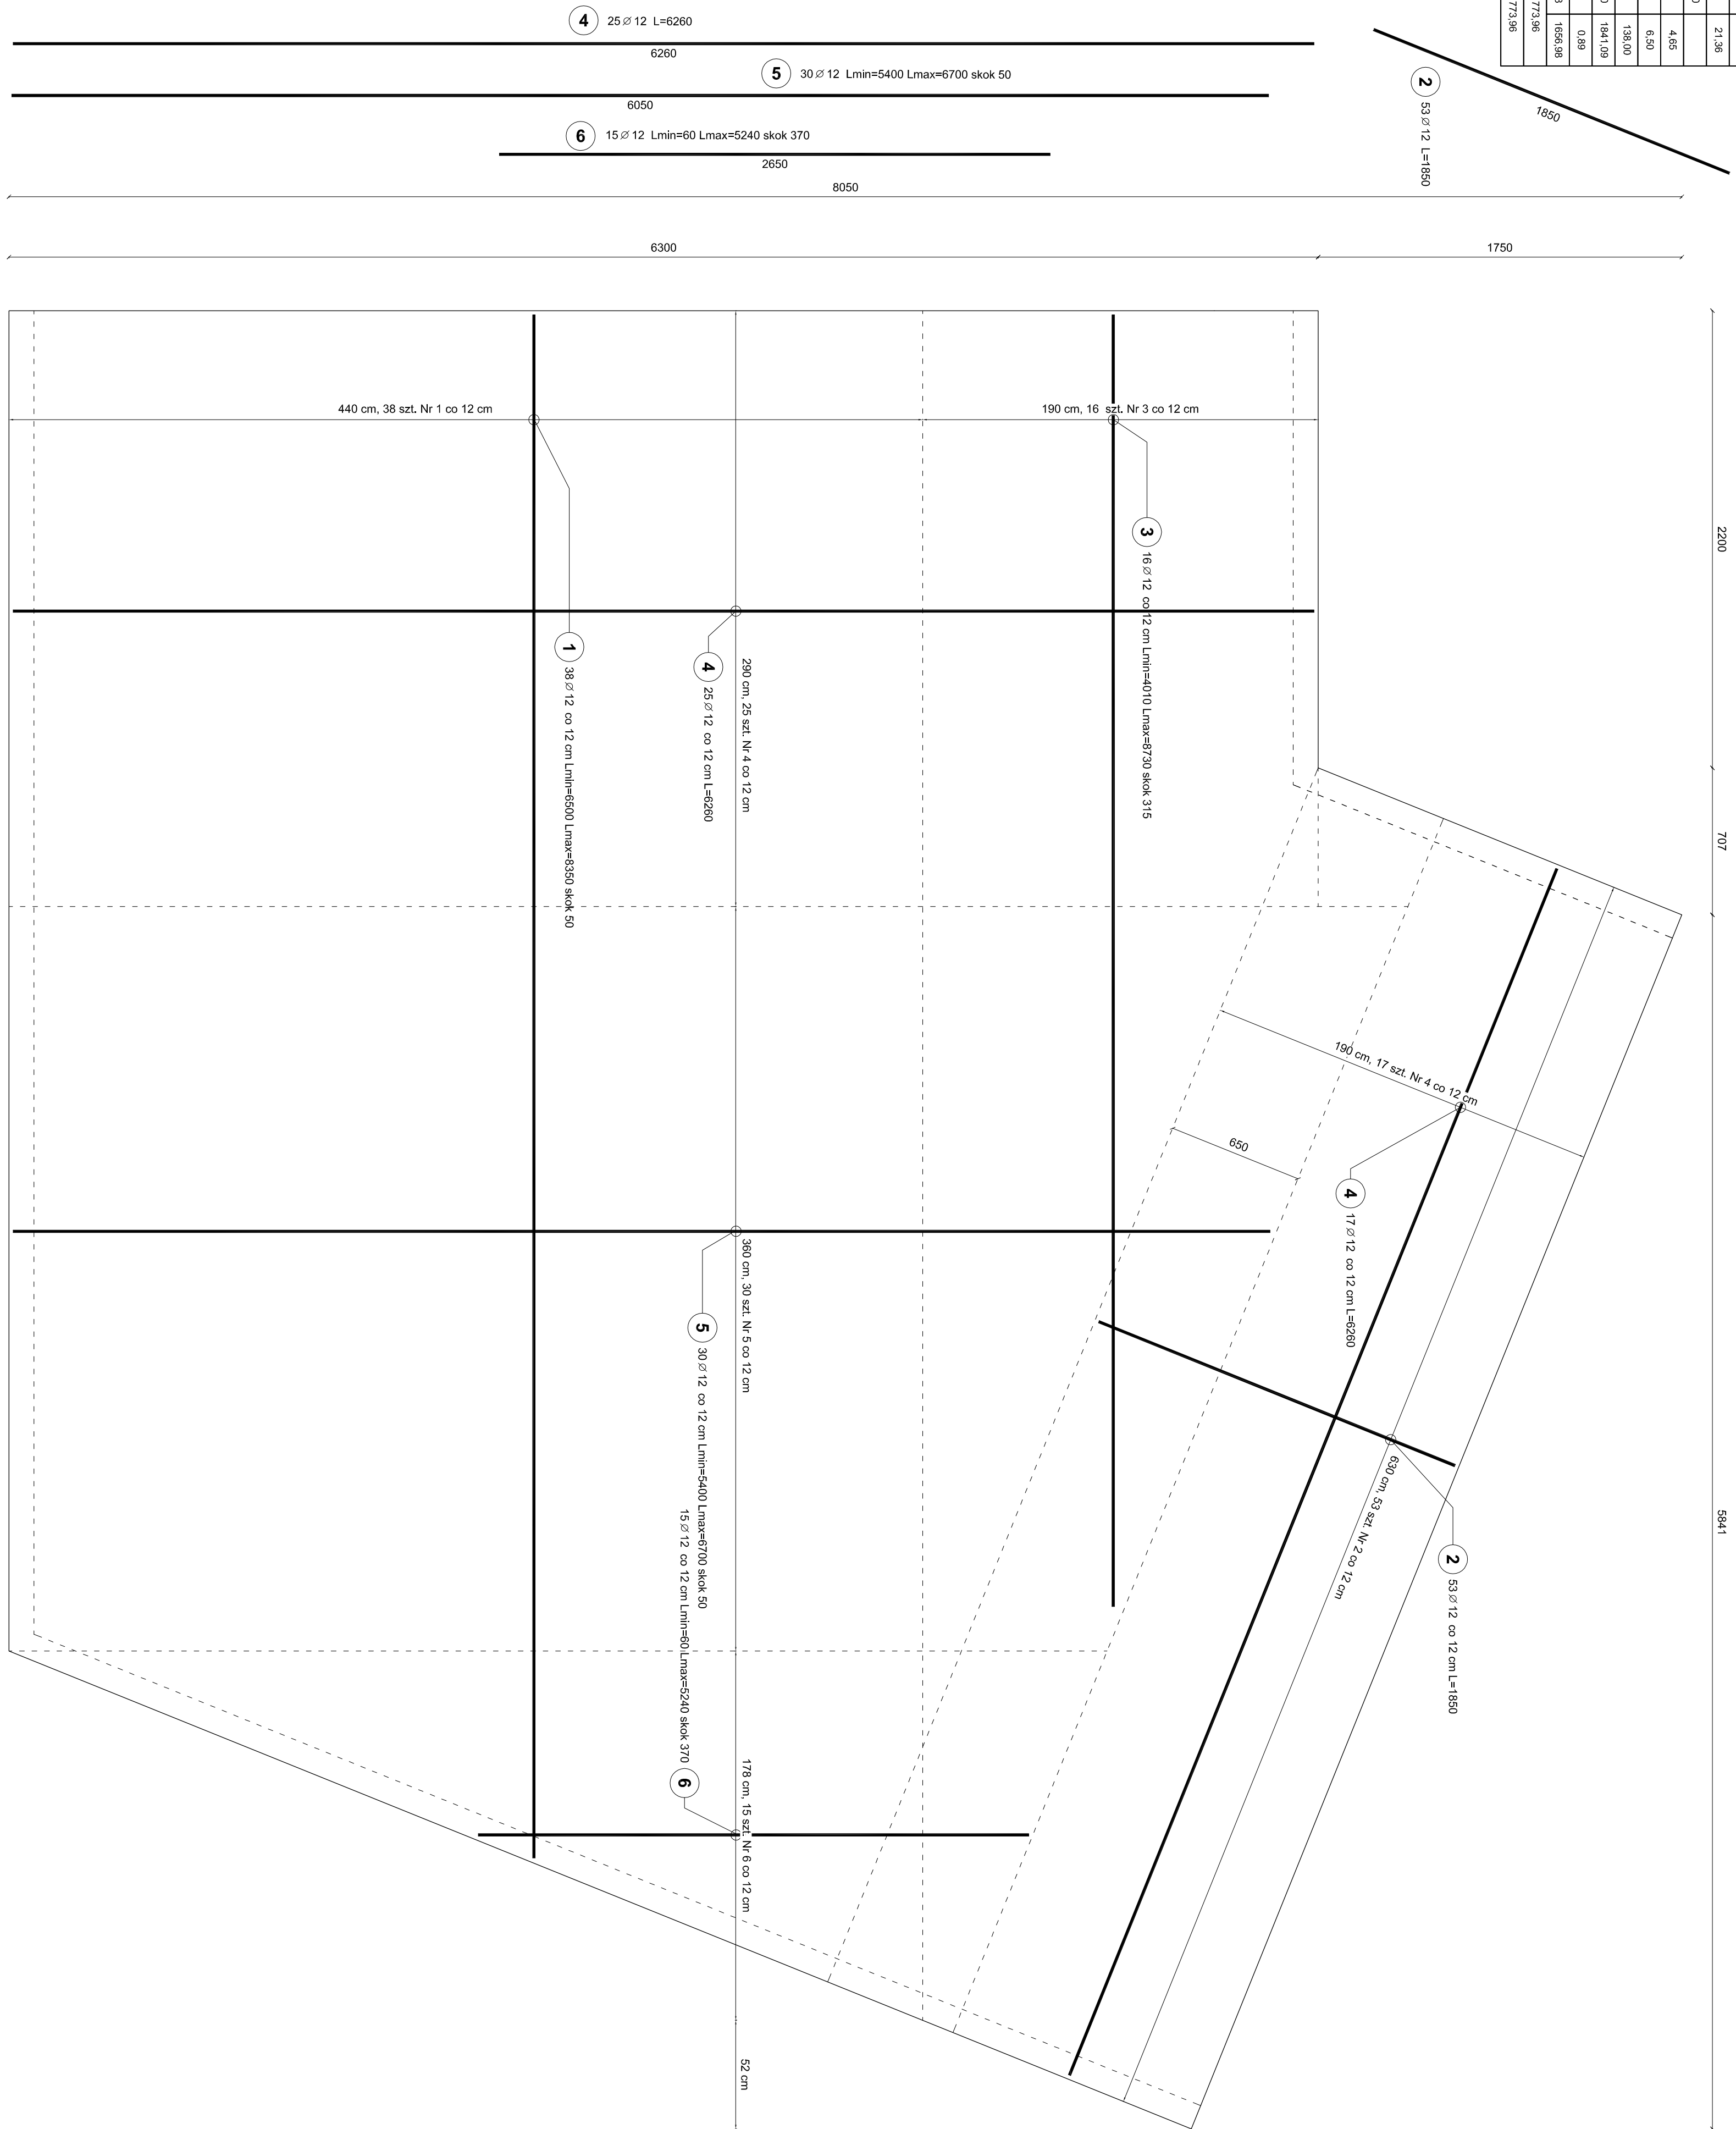 4 25 ∅ 12 L=6260
6260
5 30 ∅ 12 Lmin=5400 Lmax=6700 skok 50
6050
6 15 ∅ 12 Lmin=60 Lmax=5240 skok 370
2650
2 53 ∅ 12 L=1850
1850
21,36
4,65
6,50
138,00
1841,09
0,89
1656,98
773,96
773,96
8050
6300
1750
440 cm, 38 szt. Nr 1 co 12 cm
190 cm, 16 szt. Nr 3 co 12 cm
3 16 ∅ 12 co 12 cm Lmin=4010 Lmax=8730 skok 315
1 38 ∅ 12 co 12 cm Lmin=6500 Lmax=8350 skok 50
4 25 ∅ 12 co 12 cm L=6260
290 cm, 25 szt. Nr 4 co 12 cm
2200
707
5841
190 cm, 17 szt. Nr 4 co 12 cm
650
4 17 ∅ 12 co 12 cm L=6260
360 cm, 30 szt. Nr 5 co 12 cm
5 30 ∅ 12 co 12 cm Lmin=5400 Lmax=6700 skok 50
15 ∅ 12 co 12 cm Lmin=60 Lmax=5240 skok 370 6
630 cm, 53 szt. Nr 2 co 12 cm
2 53 ∅ 12 co 12 cm L=1850
178 cm, 15 szt. Nr 6 co 12 cm
52 cm